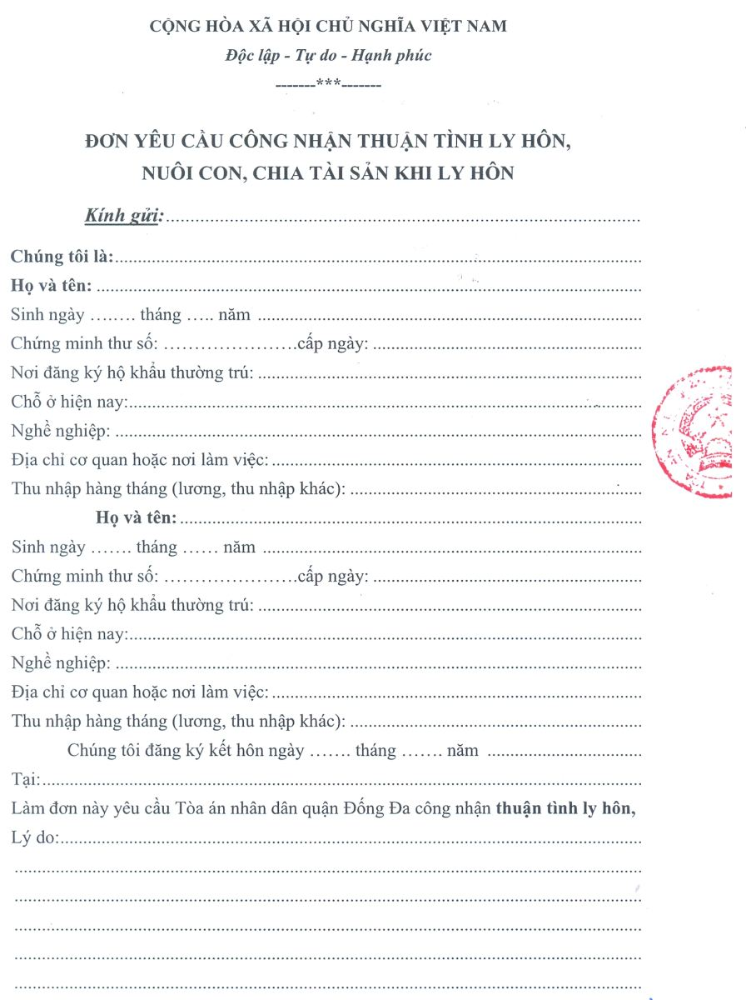 CỘNG HÒA XÃ HỘI CHỦ NGHĨA VIỆT NAM
Độc lập - Tự do - Hạnh phúc
-------***-------
ĐƠN YÊU CẦU CÔNG NHẬN THUẬN TÌNH LY HÔN,
NUÔI CON, CHIA TÀI SẢN KHI LY HÔN
Kính gửi:..........................................................................................
Chúng tôi là:....................................................................................................
Họ và tên: ........................................................................................................
Sinh ngày …….. tháng ….. năm ..........................................................................
Chứng minh thư số: ………………….cấp ngày: ...................................................
Nơi đăng ký hộ khẩu thường trú: .........................................................................
Chỗ ở hiện nay:..................................................................................................
Nghề nghiệp: .....................................................................................................
Địa chỉ cơ quan hoặc nơi làm việc: ......................................................................
Thu nhập hàng tháng (lương, thu nhập khác): .......................................................
Họ và tên: ........................................................................................
Sinh ngày ……. tháng …… năm .........................................................................
Chứng minh thư số: ………………….cấp ngày: ...................................................
Nơi đăng ký hộ khẩu thường trú: .........................................................................
Chỗ ở hiện nay:..................................................................................................
Nghề nghiệp: .....................................................................................................
Địa chỉ cơ quan hoặc nơi làm việc: ......................................................................
Thu nhập hàng tháng (lương, thu nhập khác): .......................................................
Chúng tôi đăng ký kết hôn ngày ……. tháng ……. năm ..............................
Tại:...................................................................................................................
Làm đơn này yêu cầu Tòa án nhân dân quận Đống Đa công nhận thuận tình ly hôn,
Lý do:...............................................................................................................
........................................................................................................................
........................................................................................................................
........................................................................................................................
........................................................................................................................
........................................................................................................................